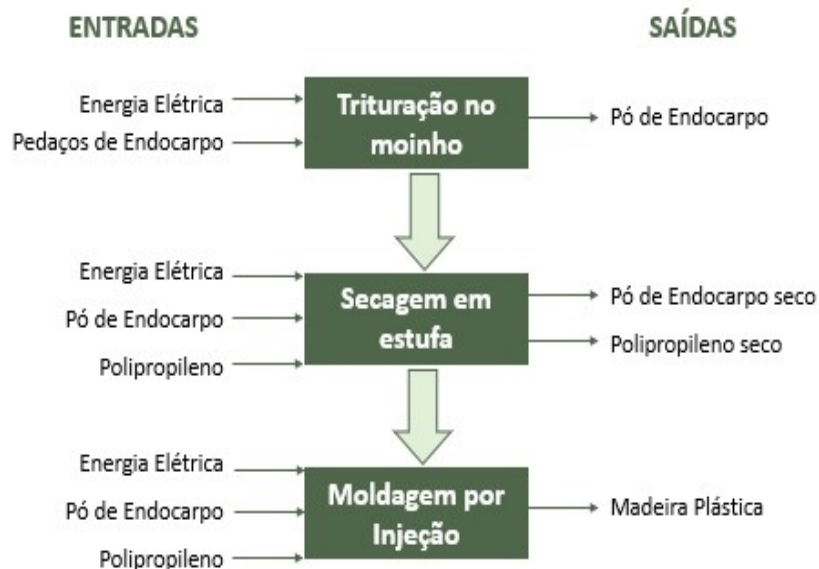 ENTRADAS
SAÍDAS
Energia Elétrica
Pedaços de Endocarpo
Trituração no
moinho
Pó de Endocarpo
Energia Elétrica
Pó de Endocarpo
Polipropileno
Secagem em
estufa
Pó de Endocarpo seco
Polipropileno seco
Energia Elétrica
Pó de Endocarpo
Polipropileno
Moldagem por
Injeção
Madeira Plástica